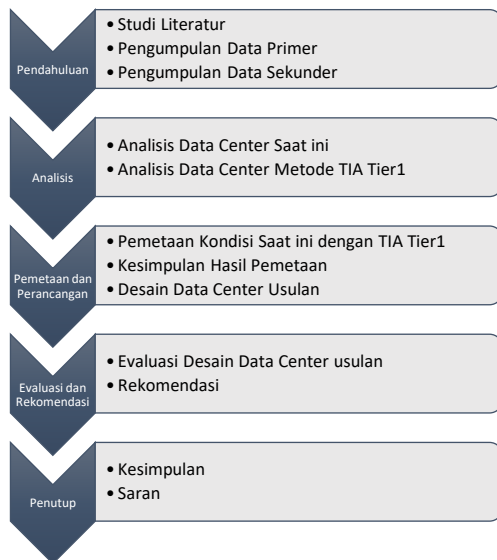 Pendahuluan
• Studi Literatur
• Pengumpulan Data Primer
• Pengumpulan Data Sekunder
Analisis
• Analisis Data Center Saat ini
• Analisis Data Center Metode TIA Tier1
Pemetaan dan
Perancangan
• Pemetaan Kondisi Saat ini dengan TIA Tier1
• Kesimpulan Hasil Pemetaan
• Desain Data Center Usulan
Evaluasi dan
Rekomendasi
• Evaluasi Desain Data Center usulan
• Rekomendasi
Penutup
• Kesimpulan
• Saran